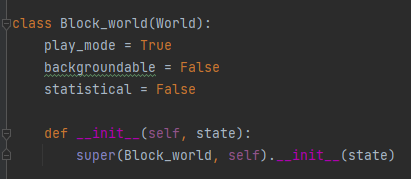 class Block_world(World):
    play_mode = True
    backgroundable = False
    statistical = False
    def __init__(self, state):
        super(Block_world, self).__init__(state)